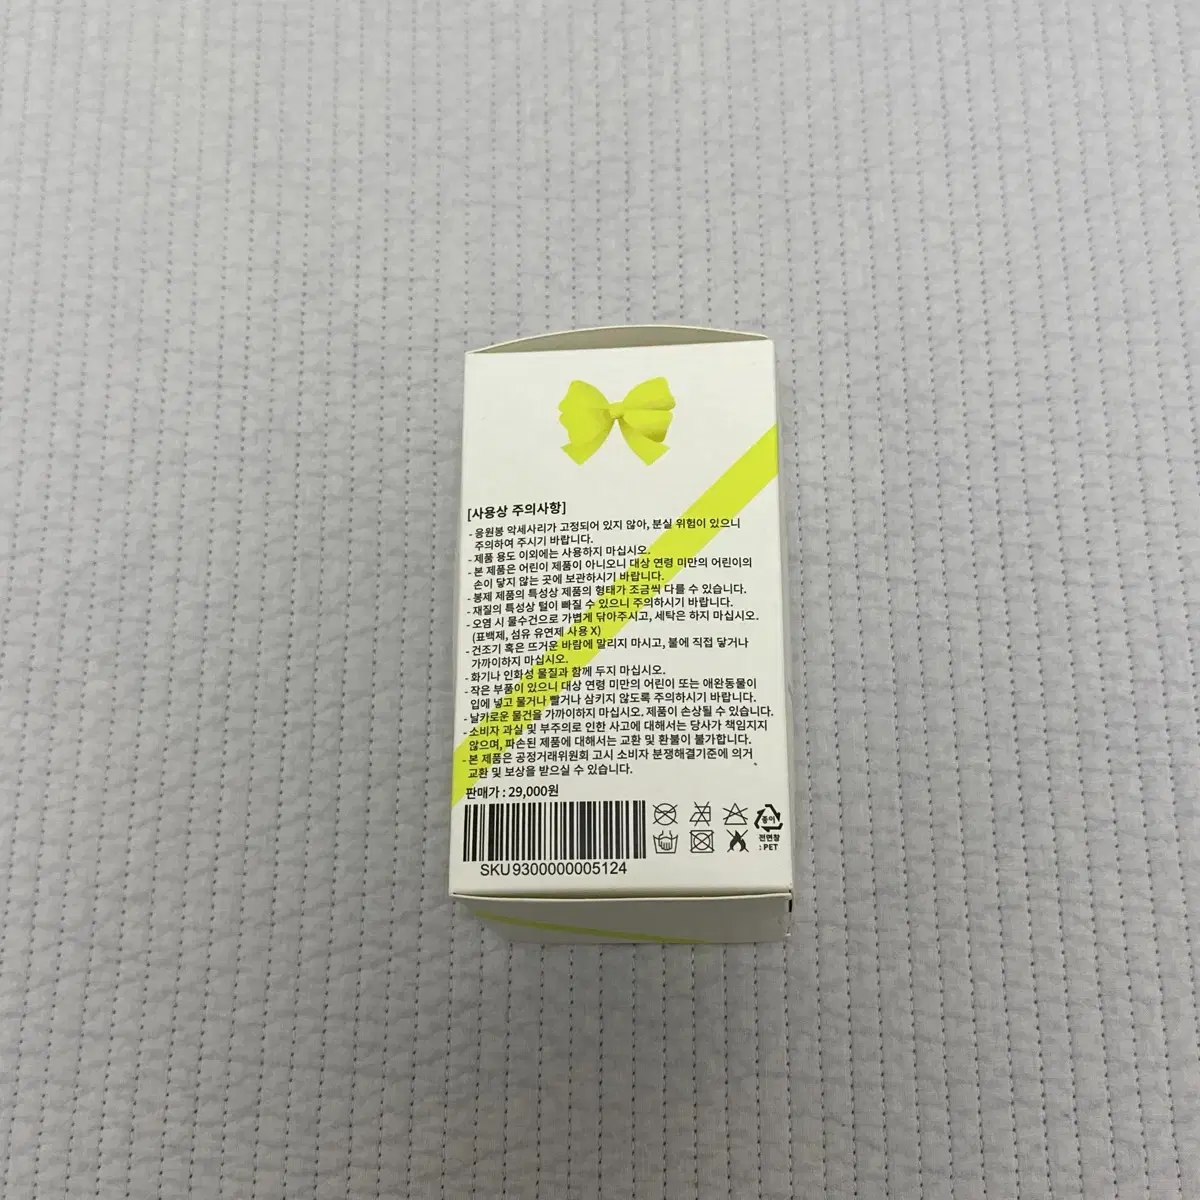 [사용상 주의사항]
- 응원봉 악세사리가 고정되어 있지 않아, 분실 위험이 있으니
주의하여 주시기 바랍니다.
- 제품 용도 이외에는 사용하지 마십시오.
- 본 제품은 어린이 제품이 아니오니 대상 연령 미만의 어린이의
손이 닿지 않는 곳에 보관하시기 바랍니다.
- 봉제 제품의 특성상 제품의 형태가 조금씩 다를 수 있습니다.
- 재질의 특성상 털이 빠질 수 있으니 주의하시기 바랍니다.
- 오염 시 물수건으로 가볍게 닦아주시고, 세탁은 하지 마십시오.
(표백제, 섬유 유연제 사용 X)
- 건조기 혹은 뜨거운 바람에 말리지 마시고, 불에 직접 닿거나
가까이하지 마십시오.
- 화기나 인화성 물질과 함께 두지 마십시오.
- 작은 부품이 있으니 대상 연령 미만의 어린이 또는 애완동물이
입에 넣고 물거나 빨거나 삼키지 않도록 주의하시기 바랍니다.
- 날카로운 물건을 가까이하지 마십시오. 제품이 손상될 수 있습니다.
- 소비자 과실 및 부주의로 인한 사고에 대해서는 당사가 책임지지
않으며, 파손된 제품에 대해서는 교환 및 환불이 불가합니다.
- 본 제품은 공정거래위원회 고시 소비자 분쟁해결기준에 의거
교환 및 보상을 받으실 수 있습니다.
판매가 : 29,000원
종이
전면창
: PET
SKU9300000005124